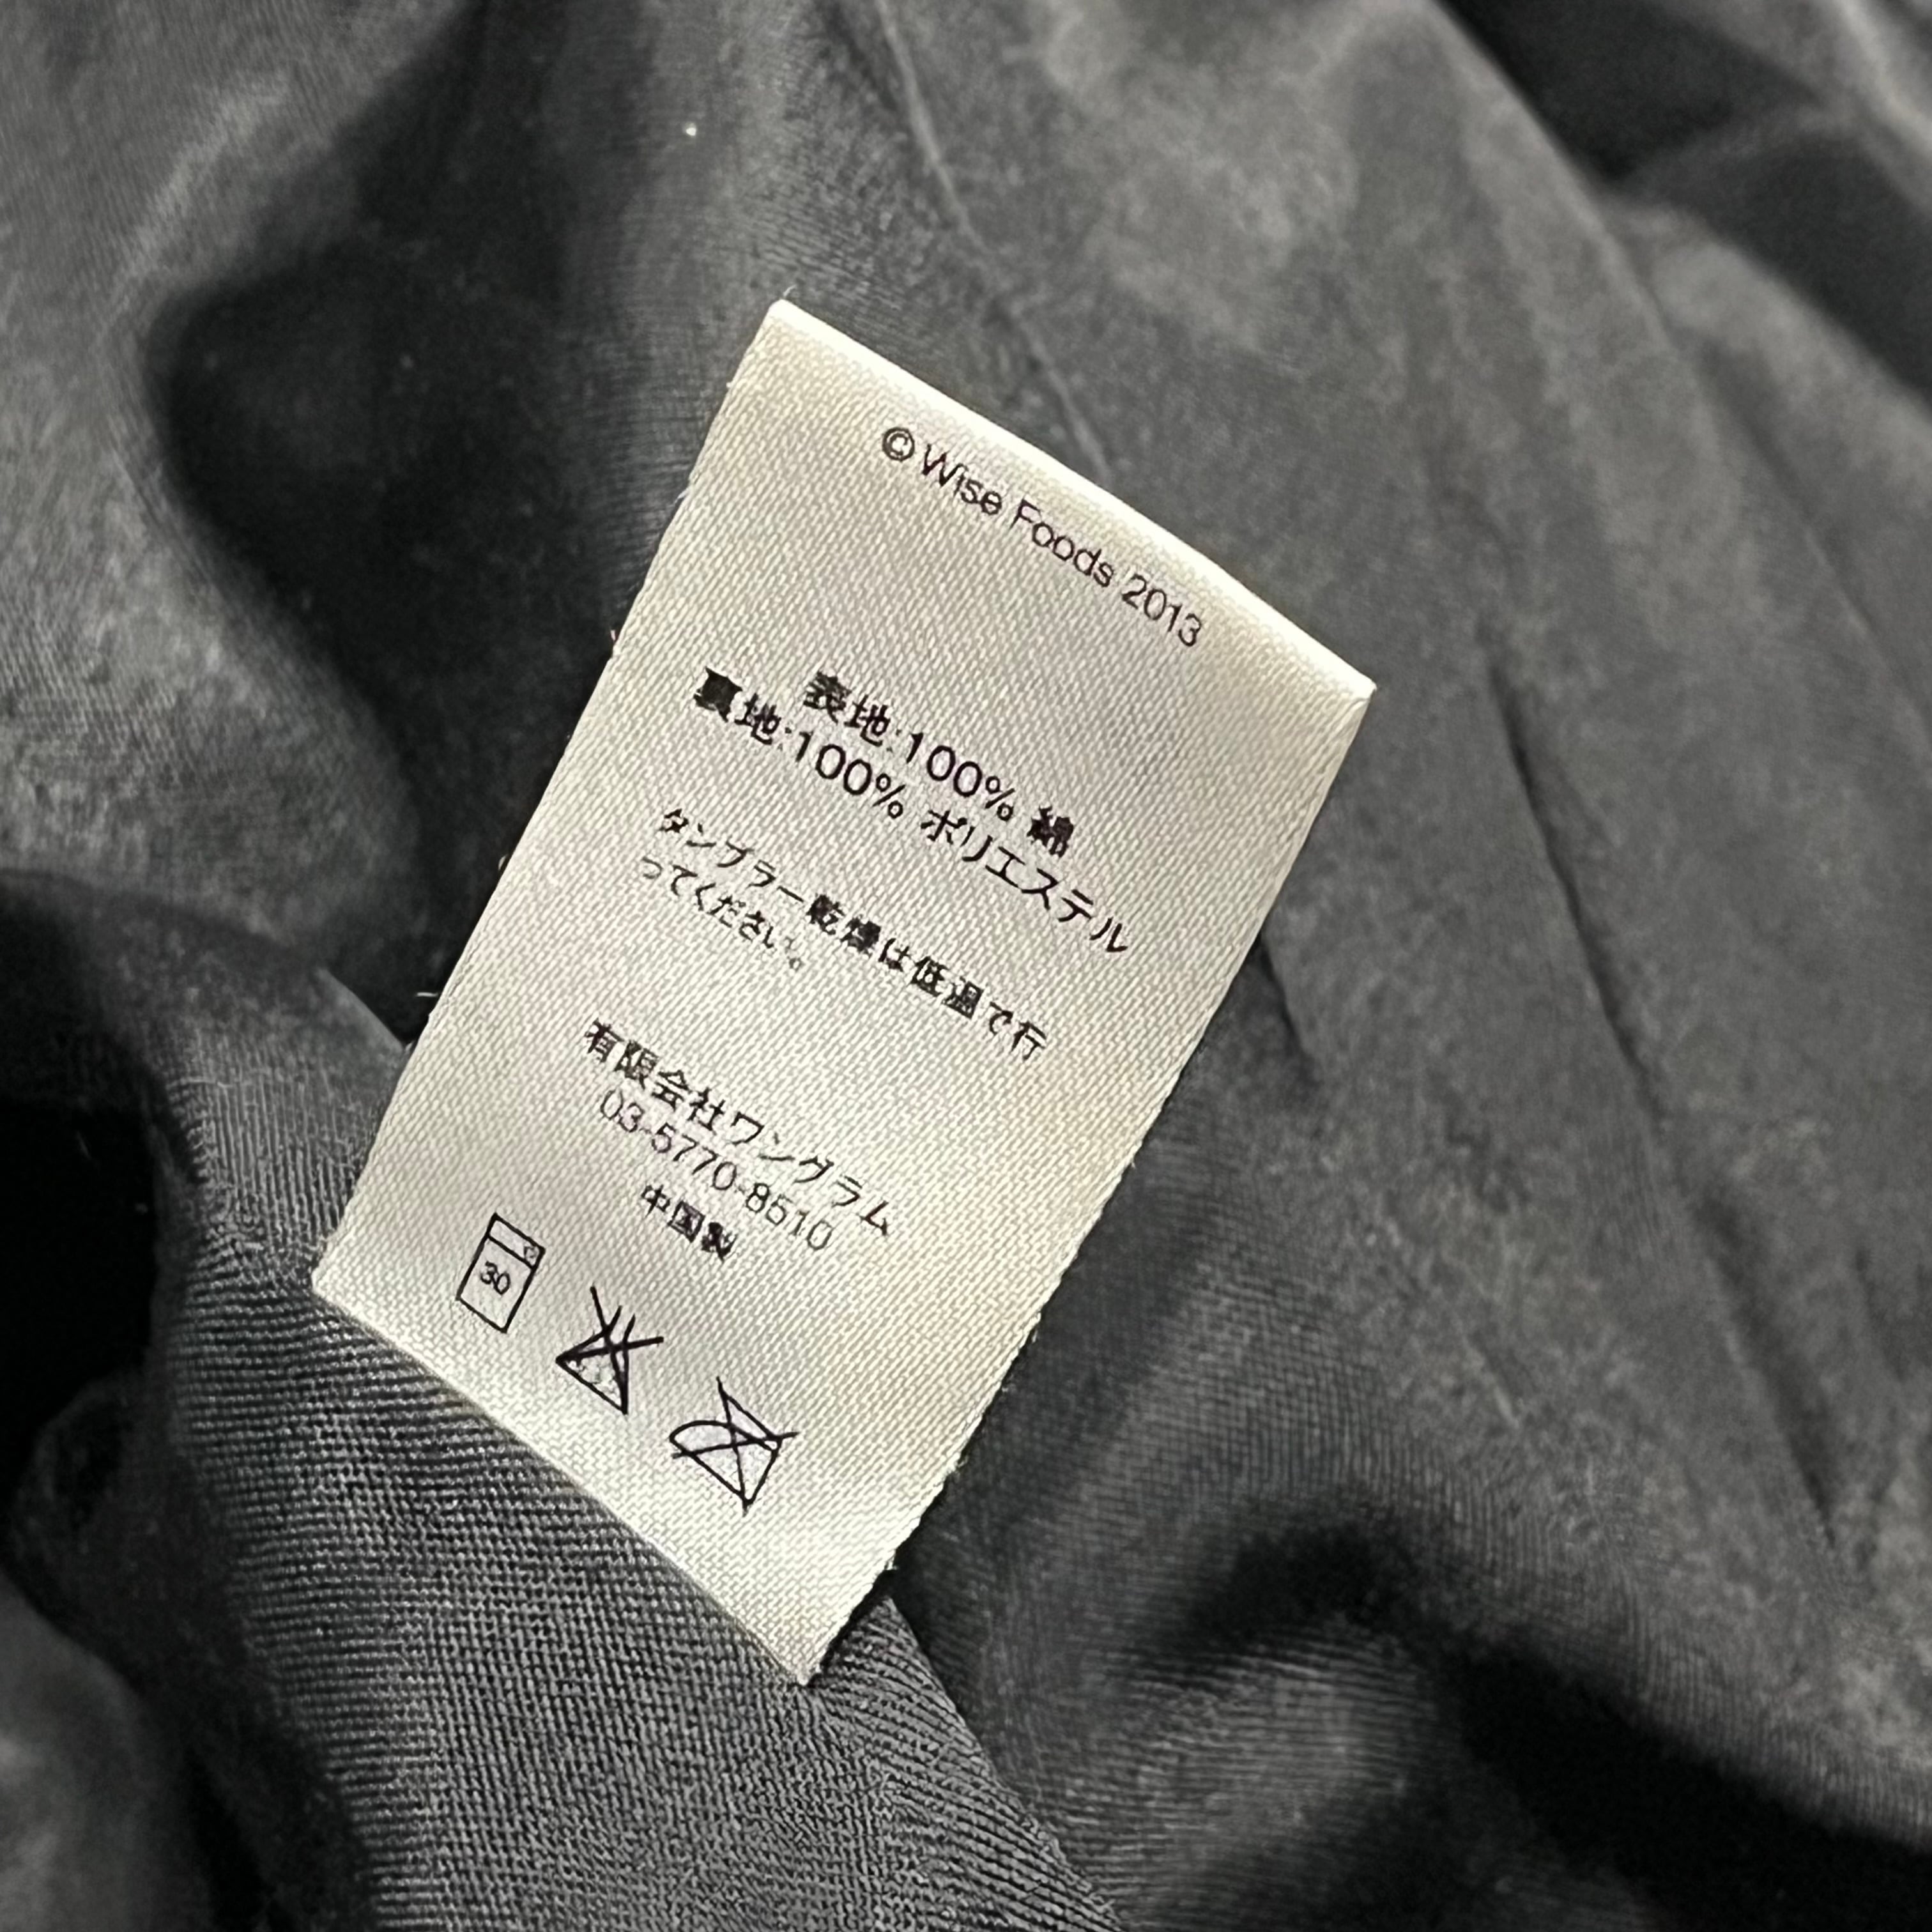 © Wise Foods 2013
表地:100% 綿
裏地:100% ポリエステル
タンブラー乾燥は低温で行
ってください。
有限会社ワングラム
03-5770-8510
中国製
30